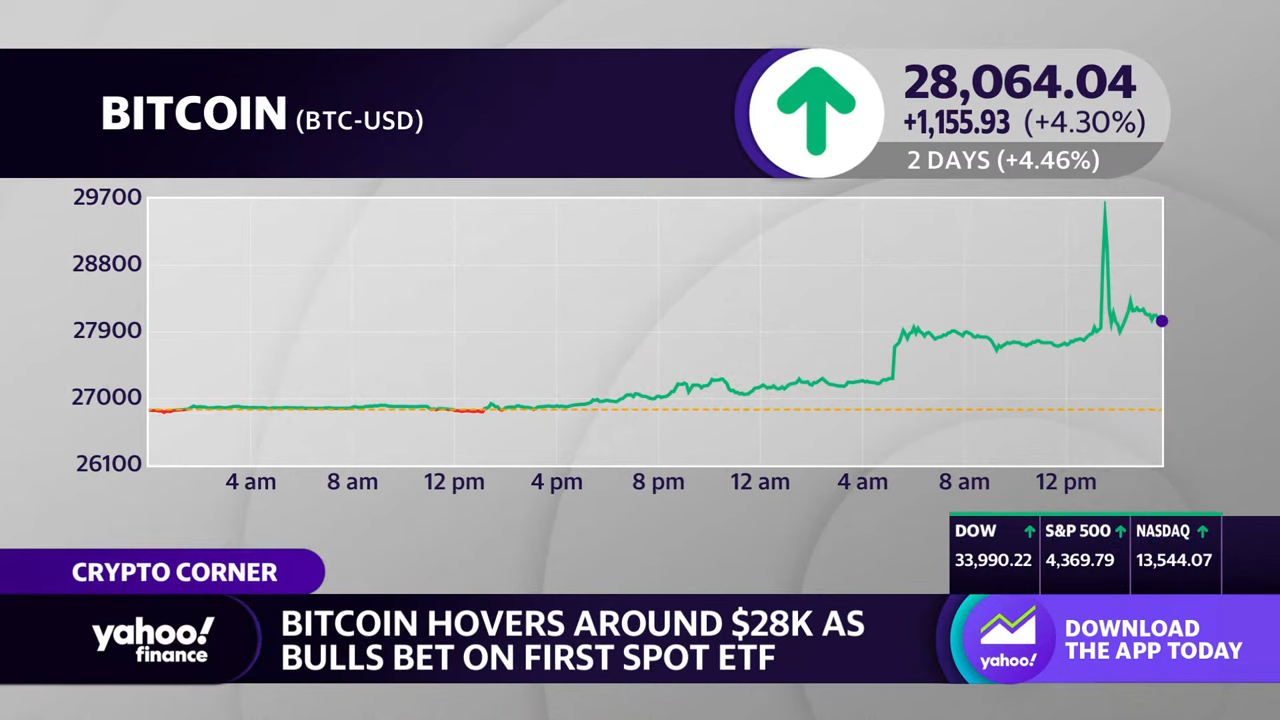 BITCOIN (BTC-USD)
28,064.04
+1,155.93 (+4.30%)
2 DAYS (+4.46%)
29700
28800
27900
27000
26100
4 am 8 am 12 pm 4 pm 8 pm 12 am 4 am 8 am 12 pm
DOW S&P 500 NASDAQ
33,990.22 4,369.79 13,544.07
CRYPTO CORNER
yahoo!
finance
BITCOIN HOVERS AROUND $28K AS
BULLS BET ON FIRST SPOT ETF
yahoo!
DOWNLOAD
THE APP TODAY